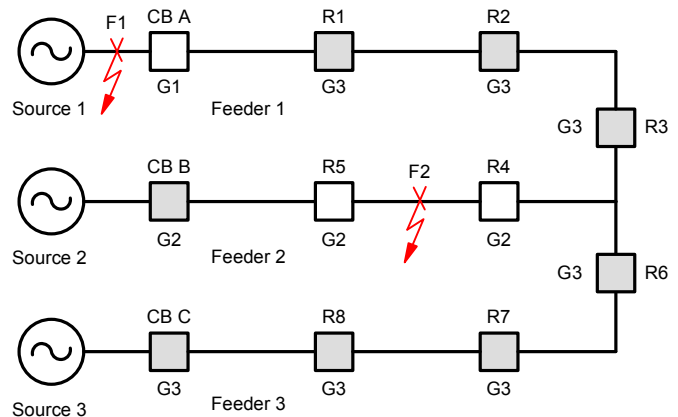 F1
CB A
R1
R2
G1
G3
G3
Source 1
Feeder 1
G3
R3
CB B
R5
F2
R4
G2
G2
G2
Source 2
Feeder 2
G3
R6
CB C
R8
R7
G3
G3
G3
Source 3
Feeder 3